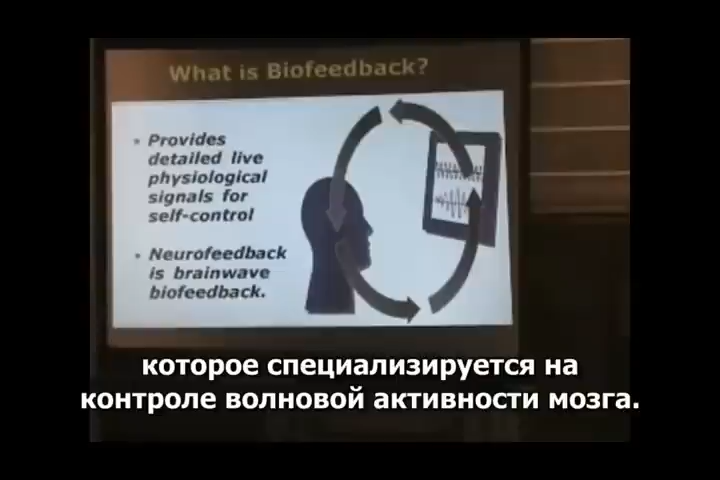 What is Biofeedback?
• Provides
detailed live
physiological
signals for
self-control
• Neurofeedback
is brainwave
biofeedback.
которое специализируется на
контроле волновой активности мозга.